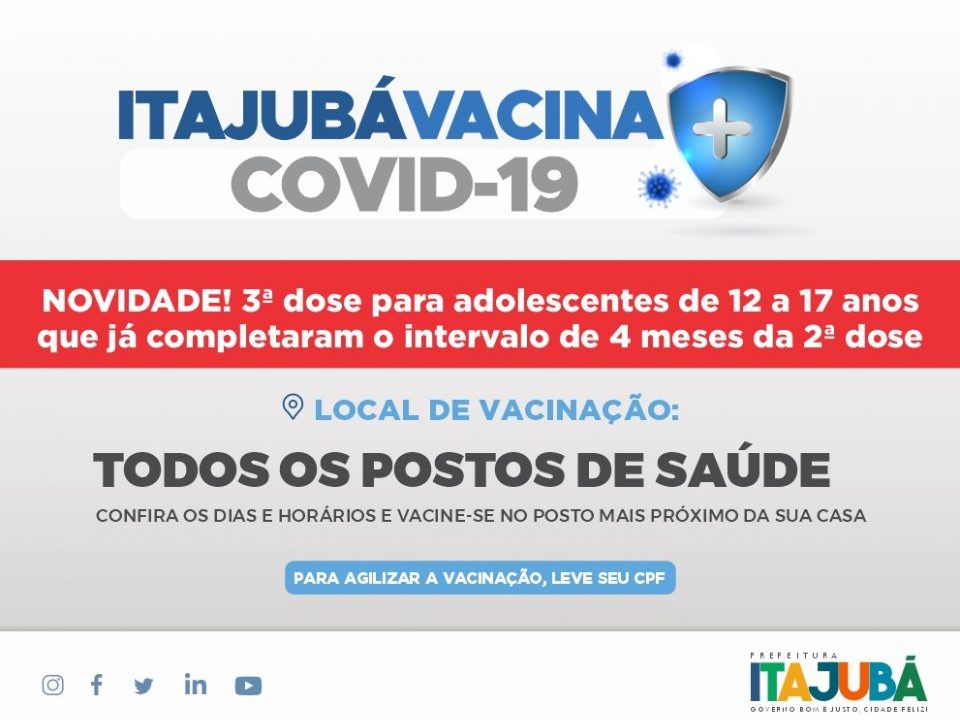 ITAJUBÁVACINA
COVID-19
NOVIDADE! 3ª dose para adolescentes de 12 a 17 anos
que já completaram o intervalo de 4 meses da 2ª dose
LOCAL DE VACINAÇÃO:
TODOS OS POSTOS DE SAÚDE
CONFIRA OS DIAS E HORÁRIOS E VACINE-SE NO POSTO MAIS PRÓXIMO DA SUA CASA
PARA AGILIZAR A VACINAÇÃO, LEVE SEU CPF
PREFEITURA
ITAJUBÁ
GOVERNO BOM E JUSTO, CIDADE FELIZ!